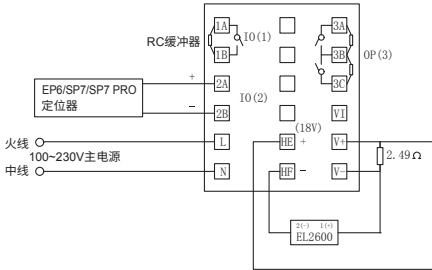 1A
IO(1)
3A
RC缓冲器
1B
3B
OP(3)
+
2A
3C
EP6/SP7/SP7 PRO
定位器
IO(2)
−
2B
VI
(18V)
火线
L
HE
+
V+
100~230V主电源
2.49Ω
中线
N
HF
−
V−
2(-) 1(+)
EL2600